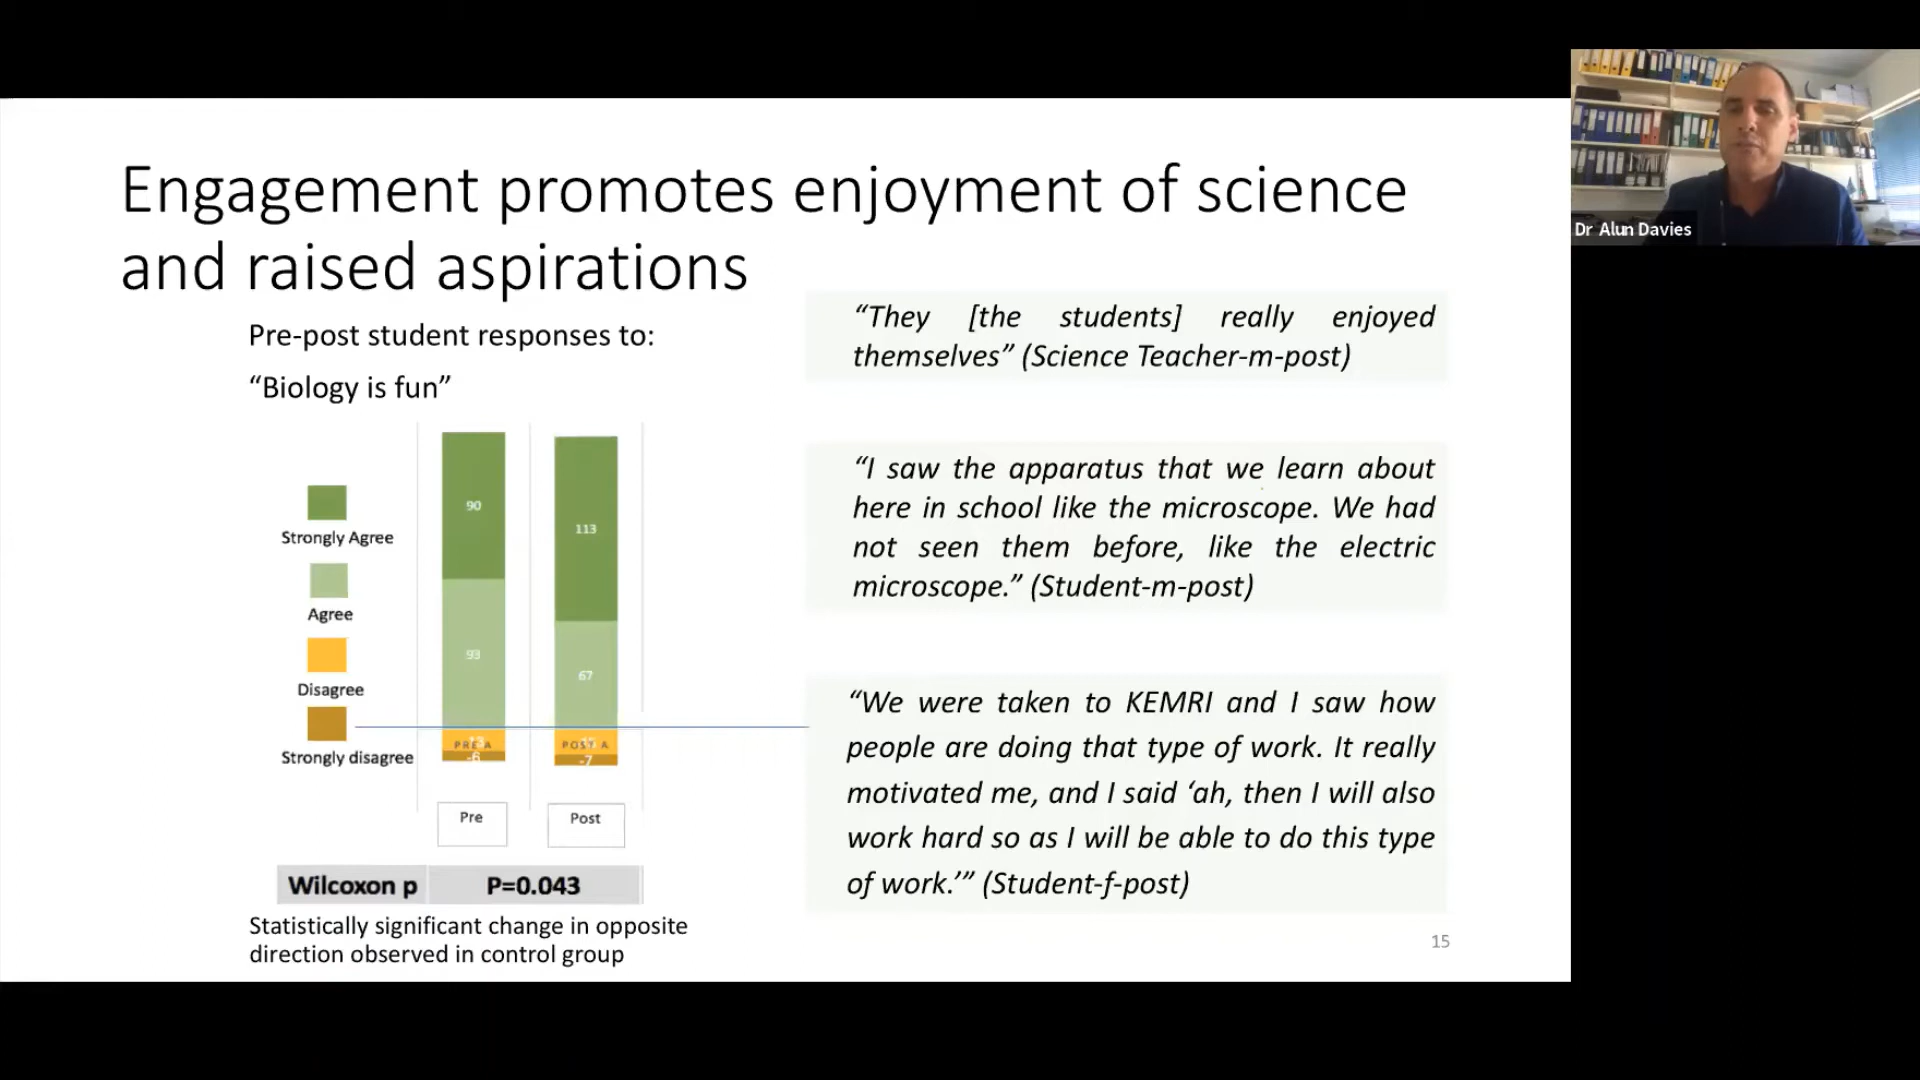 Engagement promotes enjoyment of science
and raised aspirations
Pre-post student responses to:
“Biology is fun”
Strongly Agree
Agree
Disagree
Strongly disagree
90
93
PRE A
-6
113
67
POST A
-7
Pre
Post
Wilcoxon p
P=0.043
Statistically significant change in opposite
direction observed in control group
“They [the students] really enjoyed
themselves” (Science Teacher-m-post)
“I saw the apparatus that we learn about
here in school like the microscope. We had
not seen them before, like the electric
microscope.” (Student-m-post)
“We were taken to KEMRI and I saw how
people are doing that type of work. It really
motivated me, and I said ‘ah, then I will also
work hard so as I will be able to do this type
of work.’” (Student-f-post)
15
Dr Alun Davies